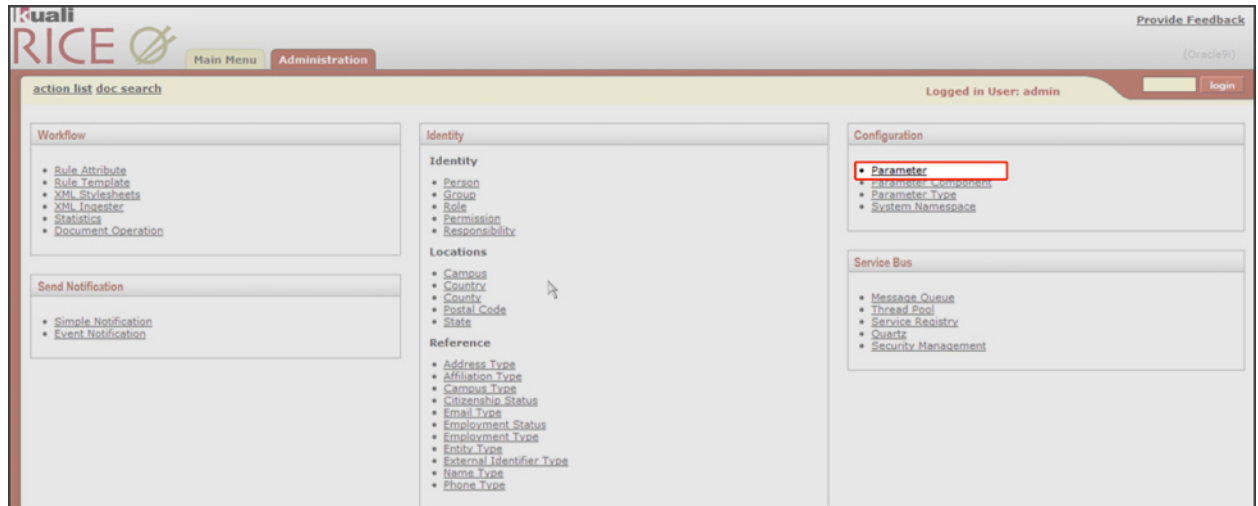 Kuali
Provide Feedback
RICE
Main Menu
Administration
(Oracle9i)
action list doc search
Logged in User: admin
login
Workflow
Rule Attribute
Rule Template
XML Stylesheets
XML Ingester
Statistics
Document Operation
Send Notification
Simple Notification
Event Notification
Identity
Identity
Person
Group
Role
Permission
Responsibility
Locations
Campus
Country
County
Postal Code
State
Reference
Address Type
Affiliation Type
Campus Type
Citizenship Status
Email Type
Employment Status
Employment Type
Entity Type
External Identifier Type
Name Type
Phone Type
Configuration
Parameter
Parameter Component
Parameter Type
System Namespace
Service Bus
Message Queue
Thread Pool
Service Registry
Quartz
Security Management